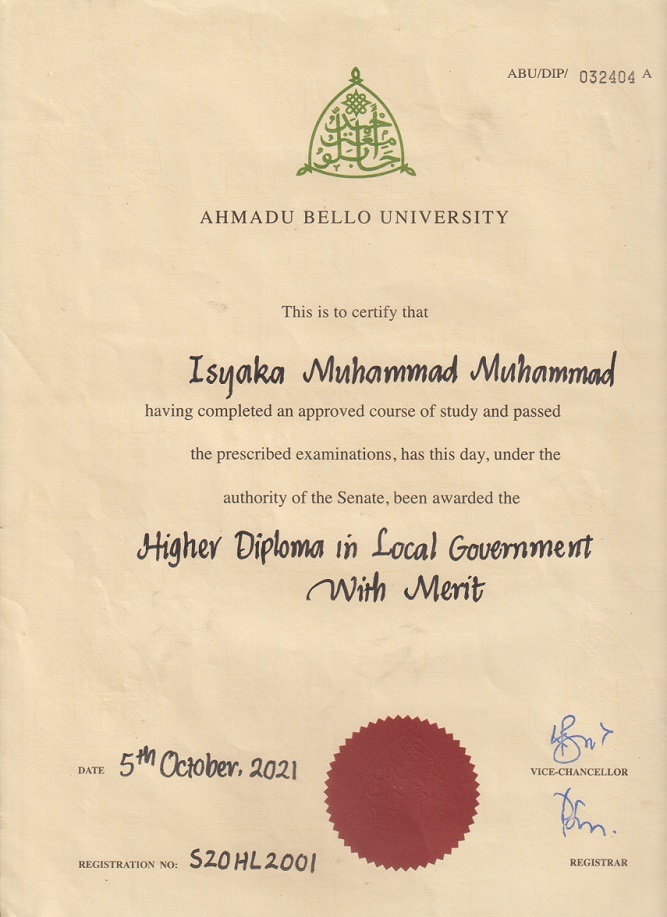 ABU/DIP/ 032404 A
AHMADU BELLO UNIVERSITY
This is to certify that
Isyaka Muhammad Muhammad
having completed an approved course of study and passed
the prescribed examinations, has this day, under the
authority of the Senate, been awarded the
Higher Diploma in Local Government
With Merit
DATE 5th October, 2021
VICE-CHANCELLOR
REGISTRATION NO: S20HL2001
REGISTRAR